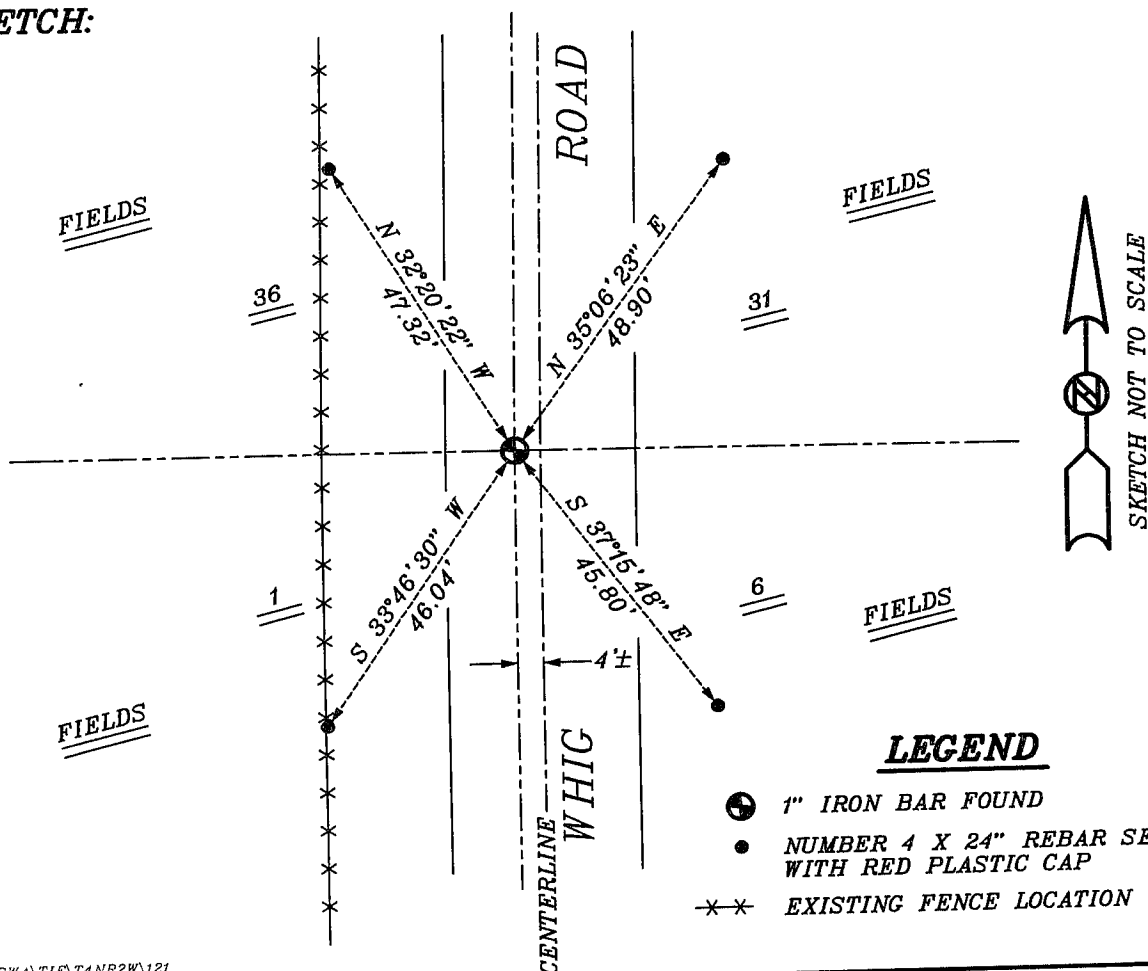 ETCH:
ROAD
FIELDS
FIELDS
36
31
N 32°20'22" W
47.32'
N 35°06'23" E
48.90'
N
SKETCH NOT TO SCALE
S 33°46'30" W
46.04'
S 37°15'48" E
45.80'
1
6
FIELDS
4'±
FIELDS
WHIG
CENTERLINE
LEGEND
1" IRON BAR FOUND
NUMBER 4 X 24" REBAR SE
WITH RED PLASTIC CAP
EXISTING FENCE LOCATION